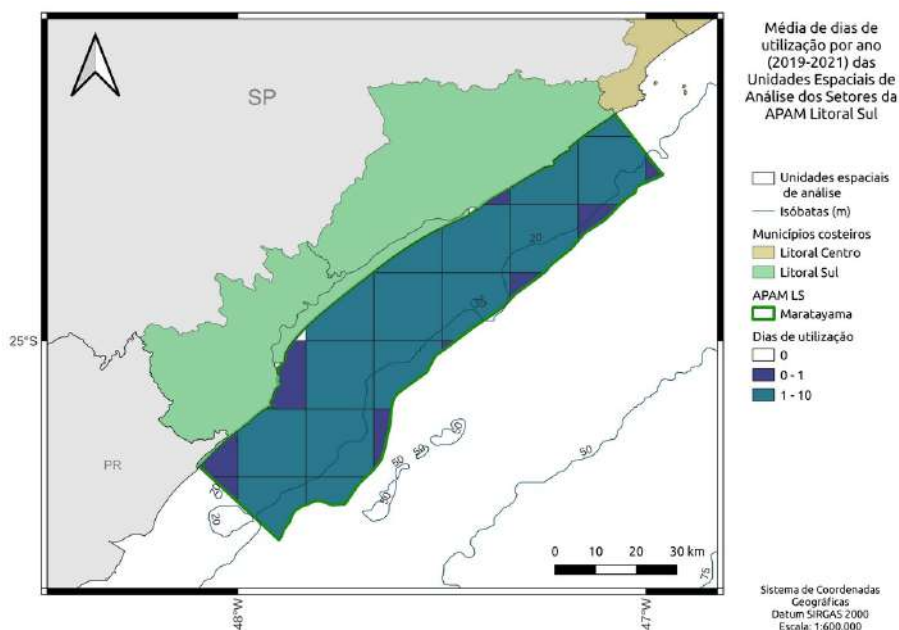 Média de dias de
utilização por ano
(2019-2021) das
Unidades Espaciais de
Análise dos Setores da
APAM Litoral Sul
Unidades espaciais
de análise
Isóbatas (m)
Municípios costeiros
Litoral Centro
Litoral Sul
APAM LS
Maratayama
Dias de utilização
0
0 - 1
1 - 10
SP
PR
25°S
48°W
47°W
20
20
20
50
50
50
50
50
75
0 10 20 30 km
Sistema de Coordenadas
Geográficas
Datum SIRGAS 2000
Escala: 1:600.000